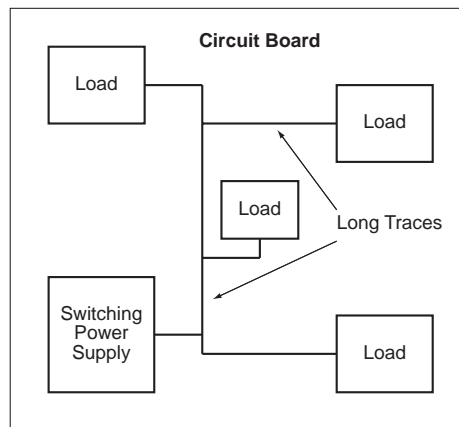 Circuit Board
Load
Load
Load
Long Traces
Switching
Power
Supply
Load